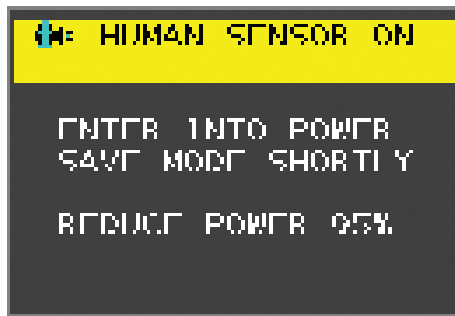 HUMAN SENSOR ON
ENTER INTO POWER
SAVE MODE SHORTLY
REDUCE POWER 95%